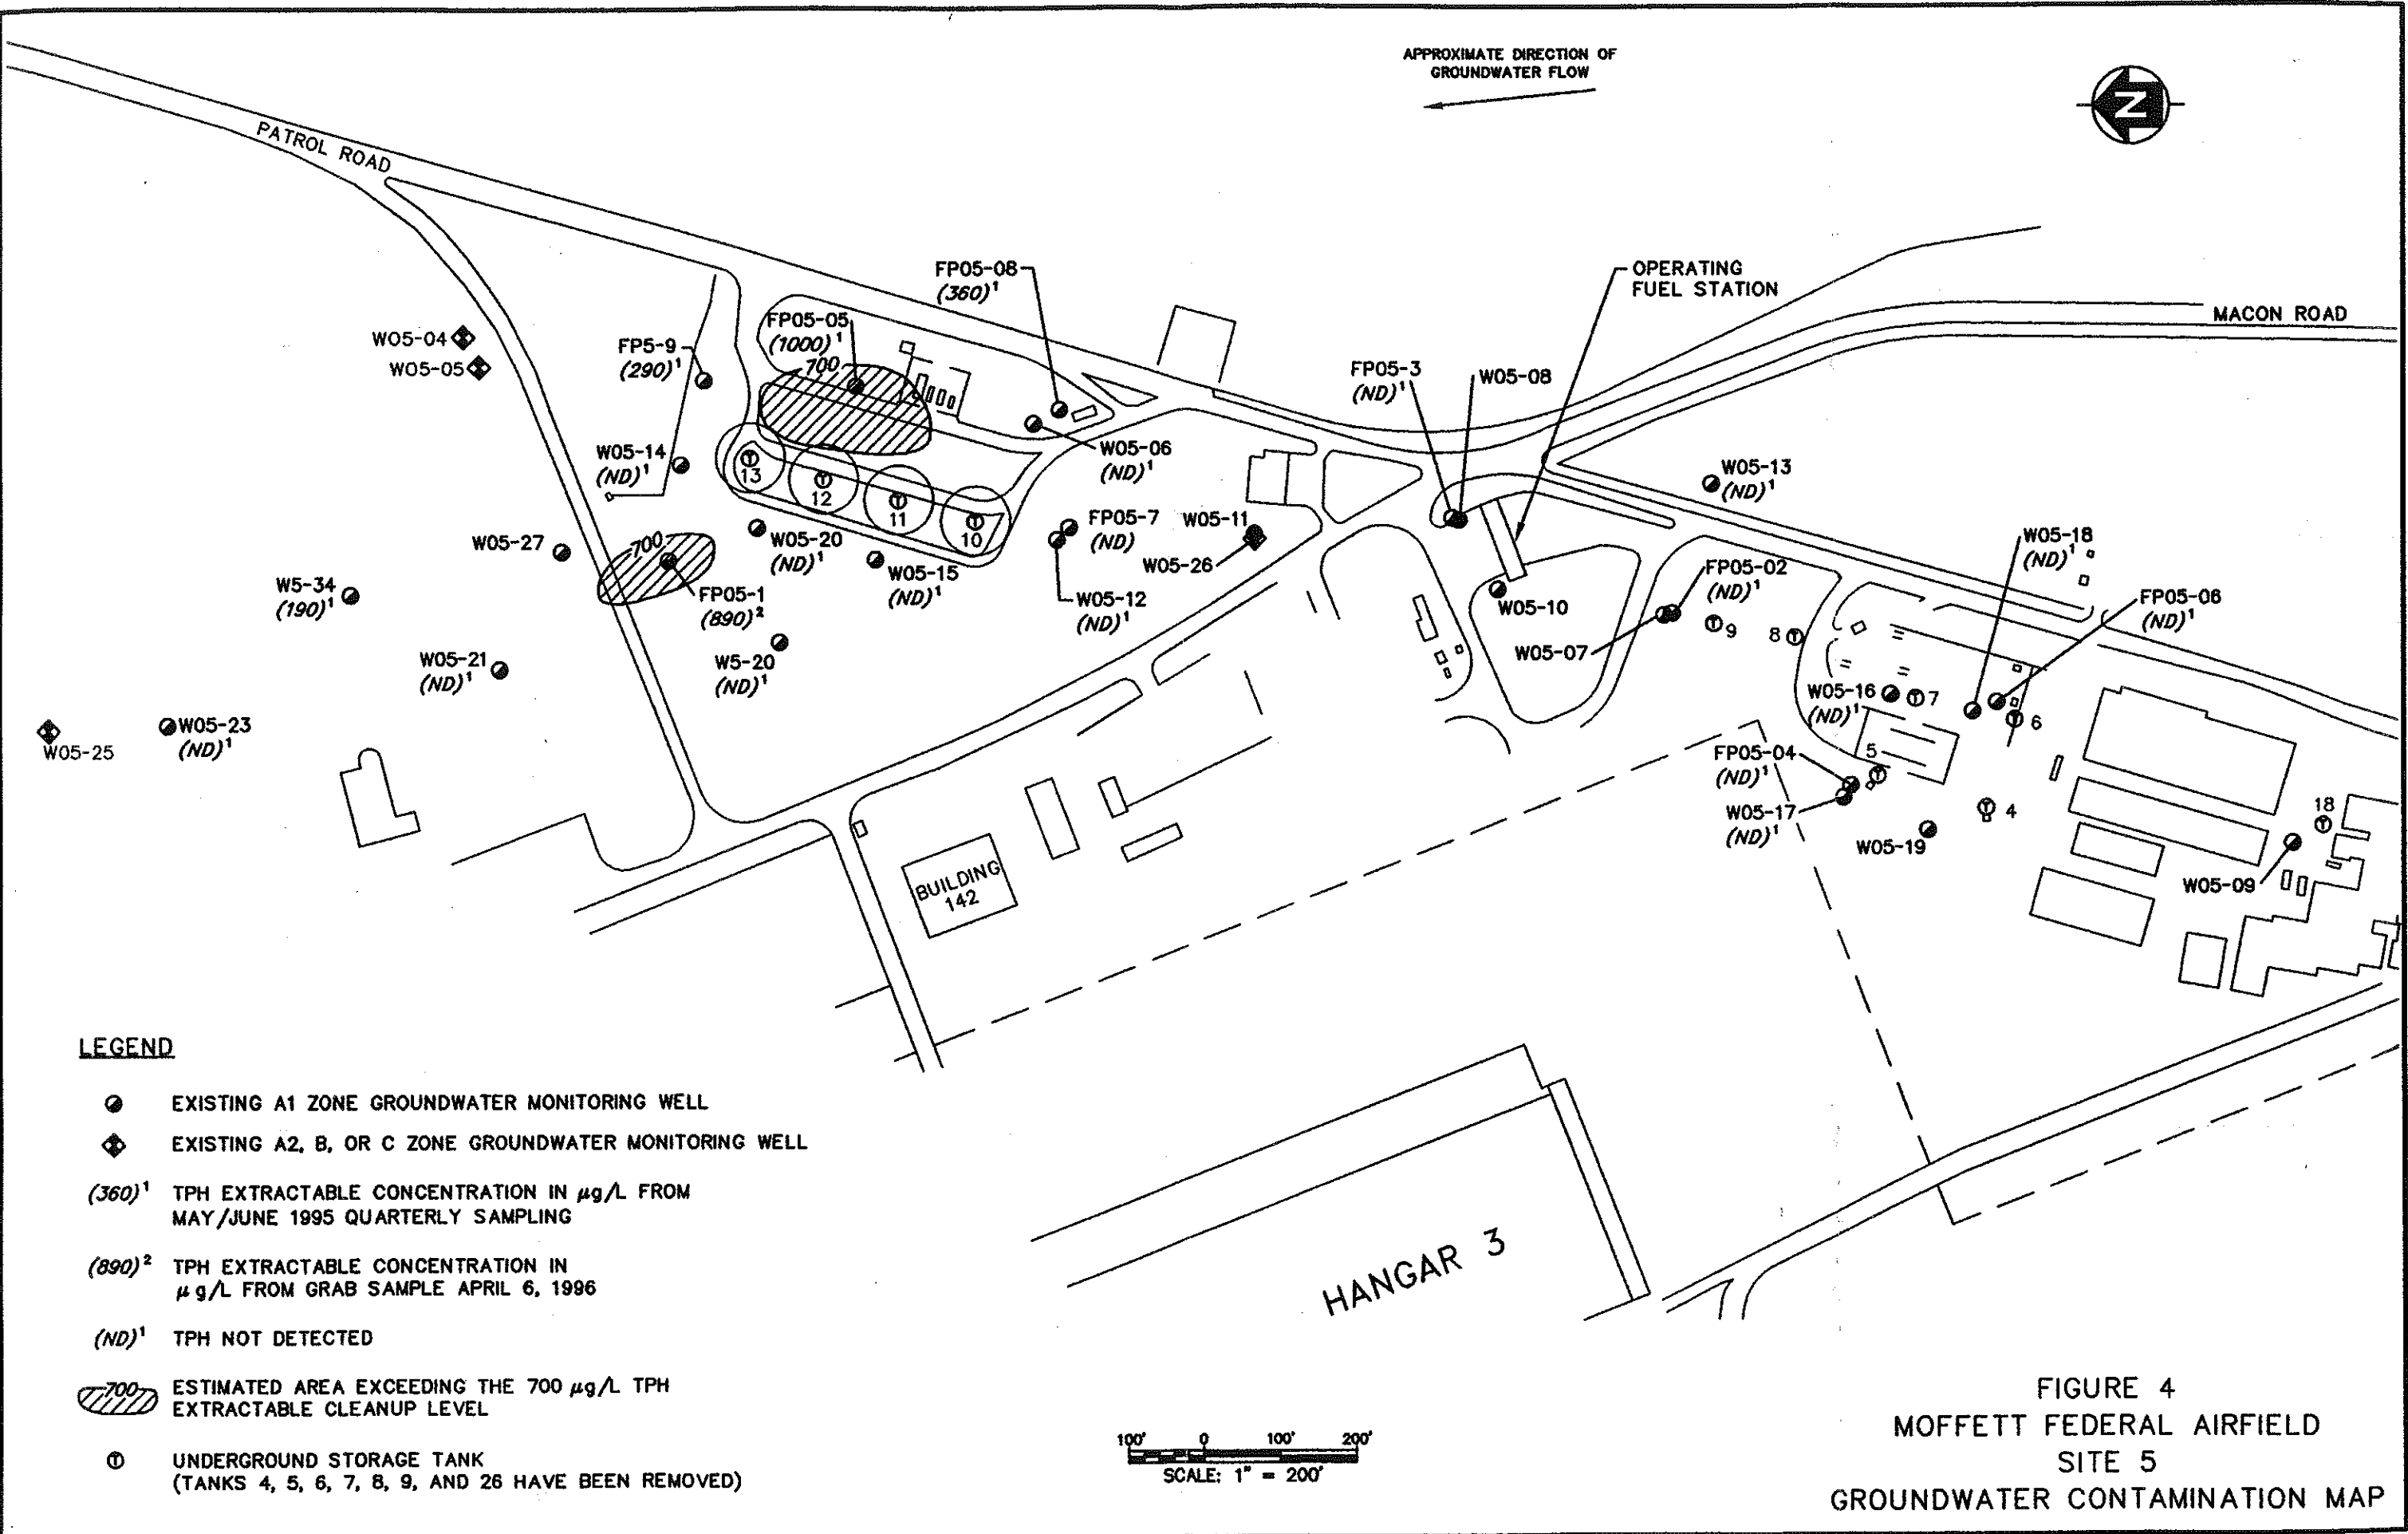 APPROXIMATE DIRECTION OF
GROUNDWATER FLOW
N
PATROL ROAD
MACON ROAD
OPERATING
FUEL STATION
FP05-08
(360)¹
FP05-05
(1000)¹
700
FP5-9
(290)¹
W05-04
W05-05
W05-14
(ND)¹
FP05-3
(ND)¹
W05-08
W05-06
(ND)¹
W05-13
(ND)¹
13
12
11
10
W05-27
700
W05-20
(ND)¹
W05-15
(ND)¹
FP05-7
(ND)
W05-11
W05-26
W05-12
(ND)¹
W05-10
W05-18
(ND)¹
FP05-02
(ND)¹
FP05-06
(ND)¹
W5-34
(190)¹
FP05-1
(890)²
W05-07
9
8
W05-21
(ND)¹
W5-20
(ND)¹
W05-16
(ND)¹
7
6
W05-25
W05-23
(ND)¹
FP05-04
(ND)¹
5
W05-17
(ND)¹
4
18
W05-19
W05-09
BUILDING
142
HANGAR 3
LEGEND
EXISTING A1 ZONE GROUNDWATER MONITORING WELL
EXISTING A2, B, OR C ZONE GROUNDWATER MONITORING WELL
(360)¹ TPH EXTRACTABLE CONCENTRATION IN µg/L FROM
MAY/JUNE 1995 QUARTERLY SAMPLING
(890)² TPH EXTRACTABLE CONCENTRATION IN
µg/L FROM GRAB SAMPLE APRIL 6, 1996
(ND)¹ TPH NOT DETECTED
700 ESTIMATED AREA EXCEEDING THE 700 µg/L TPH
EXTRACTABLE CLEANUP LEVEL
T UNDERGROUND STORAGE TANK
(TANKS 4, 5, 6, 7, 8, 9, AND 26 HAVE BEEN REMOVED)
100' 0 100' 200'
SCALE: 1" = 200'
FIGURE 4
MOFFETT FEDERAL AIRFIELD
SITE 5
GROUNDWATER CONTAMINATION MAP